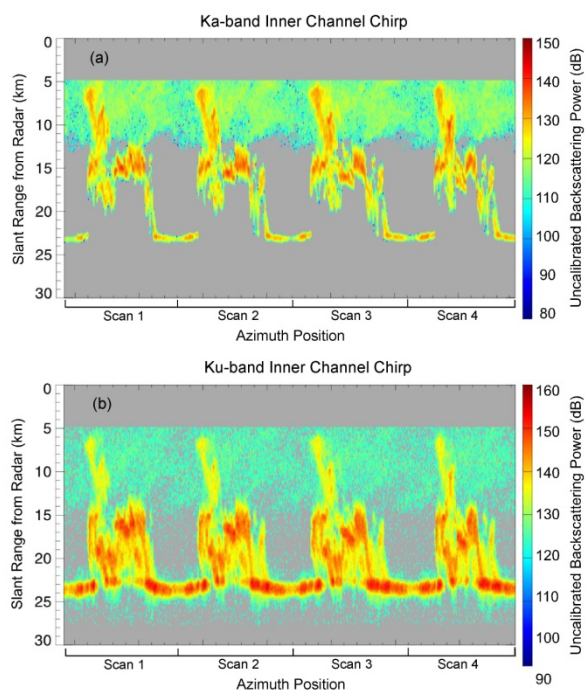 Ka-band Inner Channel Chirp
(a)
0
5
10
15
20
25
30
Slant Range from Radar (km)
Scan 1 Scan 2 Scan 3 Scan 4
Azimuth Position
150
140
130
120
110
100
90
80
Uncalibrated Backscattering Power (dB)
Ku-band Inner Channel Chirp
(b)
0
5
10
15
20
25
30
Slant Range from Radar (km)
Scan 1 Scan 2 Scan 3 Scan 4
Azimuth Position
160
150
140
130
120
110
100
90
Uncalibrated Backscattering Power (dB)